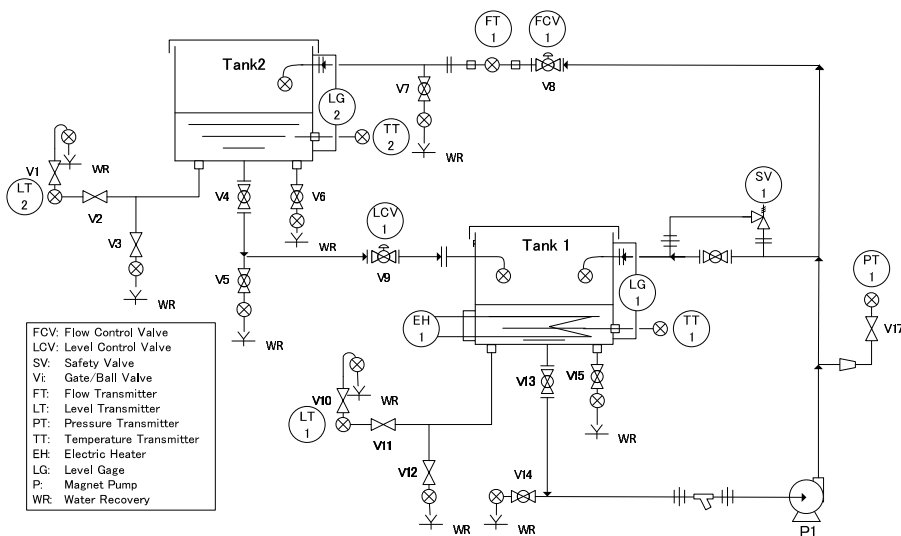 FT
1
FCV
1
Tank2
V7
V8
LG
2
TT
2
WR
V1
WR
LT
2
V2
V4
V6
SV
1
V3
LCV
1
WR
Tank 1
V5
V9
PT
1
WR
LG
1
WR
EH
1
TT
1
V17
FCV: Flow Control Valve
LCV: Level Control Valve
SV: Safety Valve
Vi: Gate/Ball Valve
FT: Flow Transmitter
LT: Level Transmitter
PT: Pressure Transmitter
TT: Temperature Transmitter
EH: Electric Heater
LG: Level Gage
P: Magnet Pump
WR: Water Recovery
V13
V15
V10
WR
LT
1
V11
WR
V12
V14
WR
WR
P1